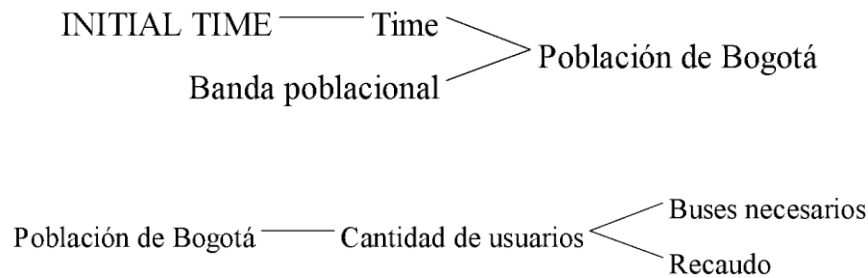 INITIAL TIME Time
Población de Bogotá
Banda poblacional
Buses necesarios
Población de Bogotá Cantidad de usuarios
Recaudo